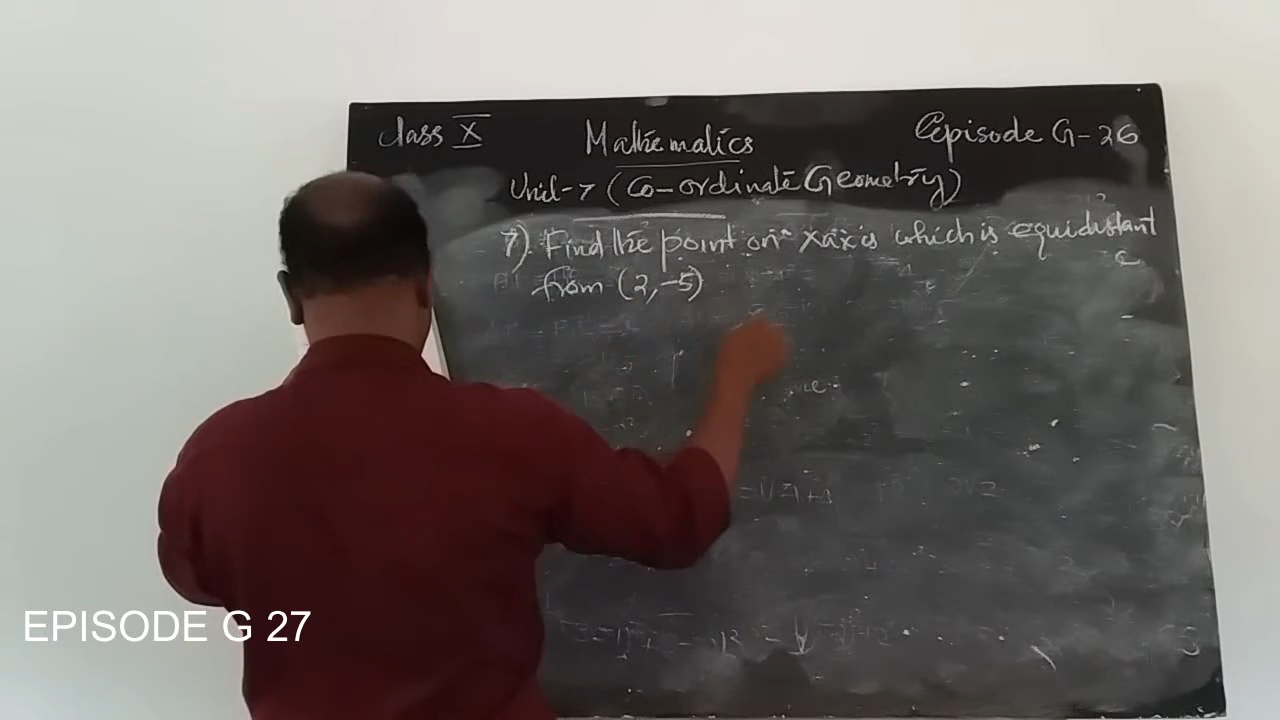 Class X
Mathematics
Episode G-26
Unit-7 (Co-ordinate Geometry)
7) Find the point on x axis which is equidistant
from (2,-5)
EPISODE G 27